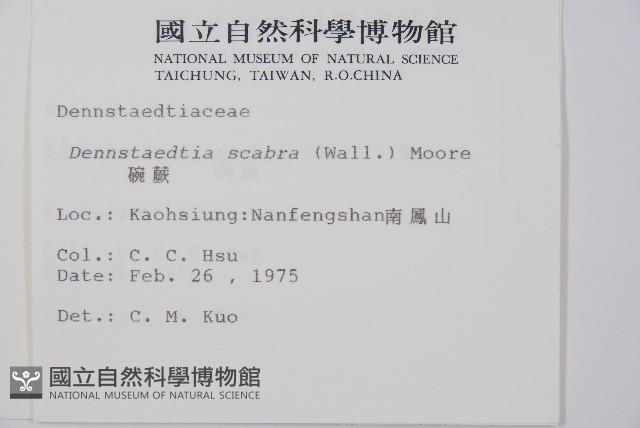 國立自然科學博物館
NATIONAL MUSEUM OF NATURAL SCIENCE
TAICHUNG, TAIWAN, R.O.CHINA
Dennstaedtiaceae
Dennstaedtia scabra (Wall.) Moore
碗蕨
Loc.: Kaohsiung:Nanfengshan南鳳山
Col.: C. C. Hsu
Date: Feb. 26 , 1975
Det.: C. M. Kuo
國立自然科學博物館
NATIONAL MUSEUM OF NATURAL SCIENCE